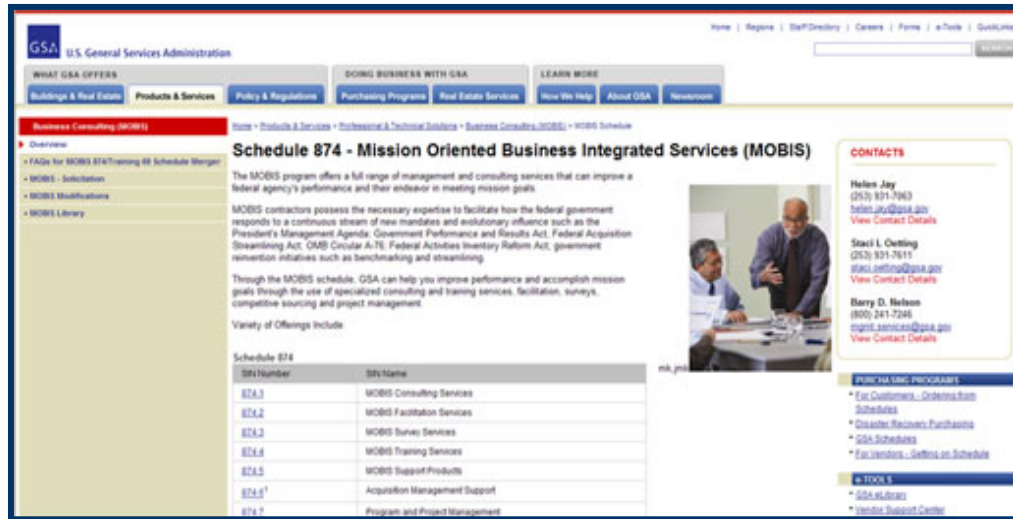 Home | Regions | Staff Directory | Careers | Forms | e-Tools | QuickLinks
GSA U.S. General Services Administration
SEARCH
WHAT GSA OFFERS
DOING BUSINESS WITH GSA
LEARN MORE
Buildings & Real Estate
Products & Services
Policy & Regulations
Purchasing Programs
Real Estate Services
How We Help
About GSA
Newsroom
Business Consulting (MOBIS)
Overview
FAQs for MOBIS 874/Training 69 Schedule Merger
MOBIS - Solicitation
MOBIS Modifications
MOBIS Library
Home > Products & Services > Professional & Technical Solutions > Business Consulting (MOBIS) > MOBIS Schedule
Schedule 874 - Mission Oriented Business Integrated Services (MOBIS)
The MOBIS program offers a full range of management and consulting services that can improve a
federal agency's performance and their endeavor in meeting mission goals.
MOBIS contractors possess the necessary expertise to facilitate how the federal government
responds to a continuous stream of new mandates and evolutionary influence such as the
President's Management Agenda; Government Performance and Results Act, Federal Acquisition
Streamlining Act, OMB Circular A-76, Federal Activities Inventory Reform Act, government
reinvention initiatives such as benchmarking and streamlining.
Through the MOBIS schedule, GSA can help you improve performance and accomplish mission
goals through the use of specialized consulting and training services, facilitation, surveys,
competitive sourcing and project management.
Variety of Offerings Include
Schedule 874
SIN Number SIN Name
874.1 MOBIS Consulting Services
874.2 MOBIS Facilitation Services
874.3 MOBIS Survey Services
874.4 MOBIS Training Services
874.5 MOBIS Support Products
874.6¹ Acquisition Management Support
874.7 Program and Project Management
CONTACTS
Helen Jay
(253) 931-7063
helen.jay@gsa.gov
View Contact Details
Staci L Oetting
(253) 931-7611
staci.oetting@gsa.gov
View Contact Details
Barry D. Nelson
(800) 241-7246
mgmt.services@gsa.gov
View Contact Details
PURCHASING PROGRAMS
For Customers - Ordering from
Schedules
Disaster Recovery Purchasing
GSA Schedules
For Vendors - Getting on Schedule
e-TOOLS
GSA eLibrary
Vendor Support Center